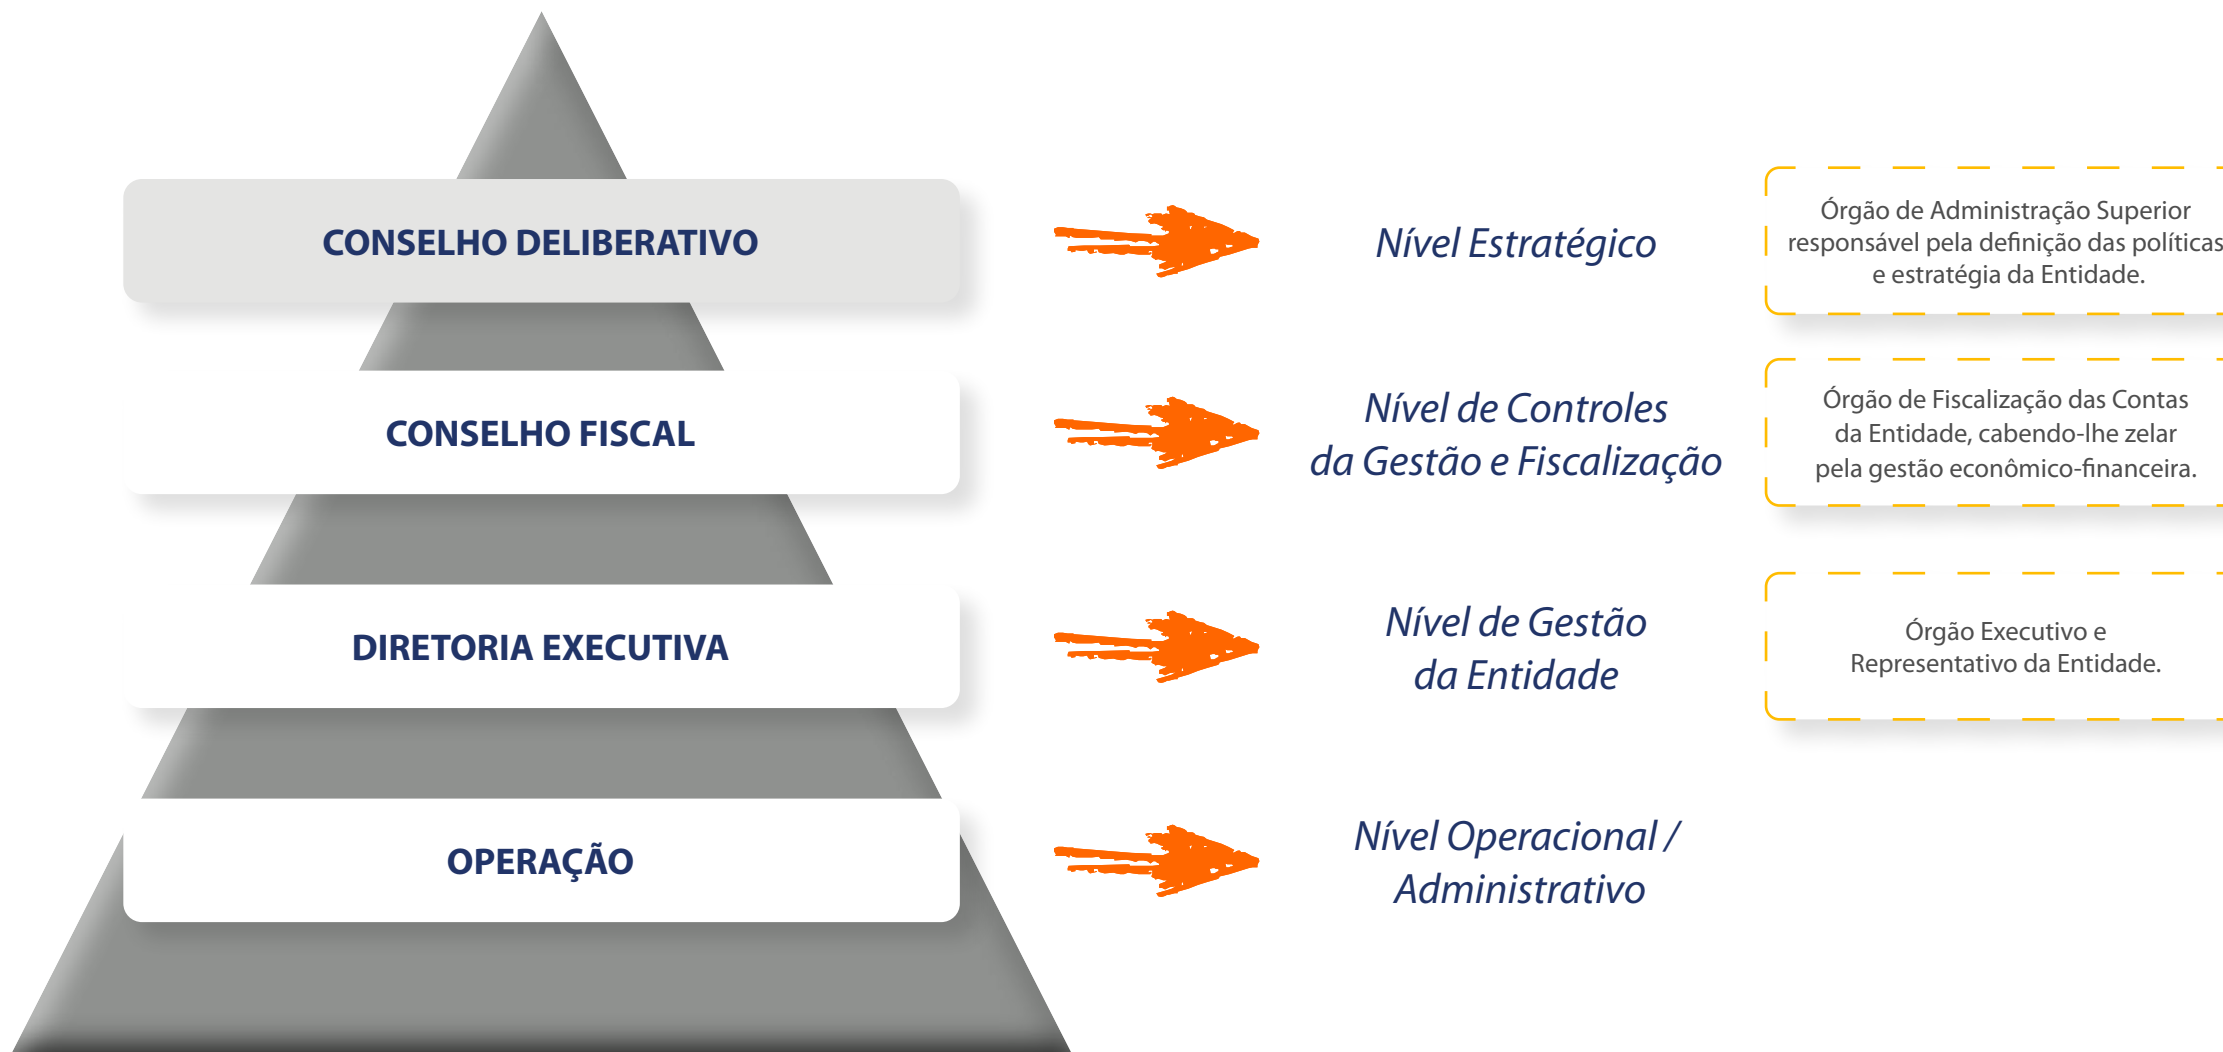 CONSELHO DELIBERATIVO
Nível Estratégico
Órgão de Administração Superior
responsável pela definição das políticas
e estratégia da Entidade.
CONSELHO FISCAL
Nível de Controles
da Gestão e Fiscalização
Órgão de Fiscalização das Contas
da Entidade, cabendo-lhe zelar
pela gestão econômico-financeira.
DIRETORIA EXECUTIVA
Nível de Gestão
da Entidade
Órgão Executivo e
Representativo da Entidade.
OPERAÇÃO
Nível Operacional /
Administrativo